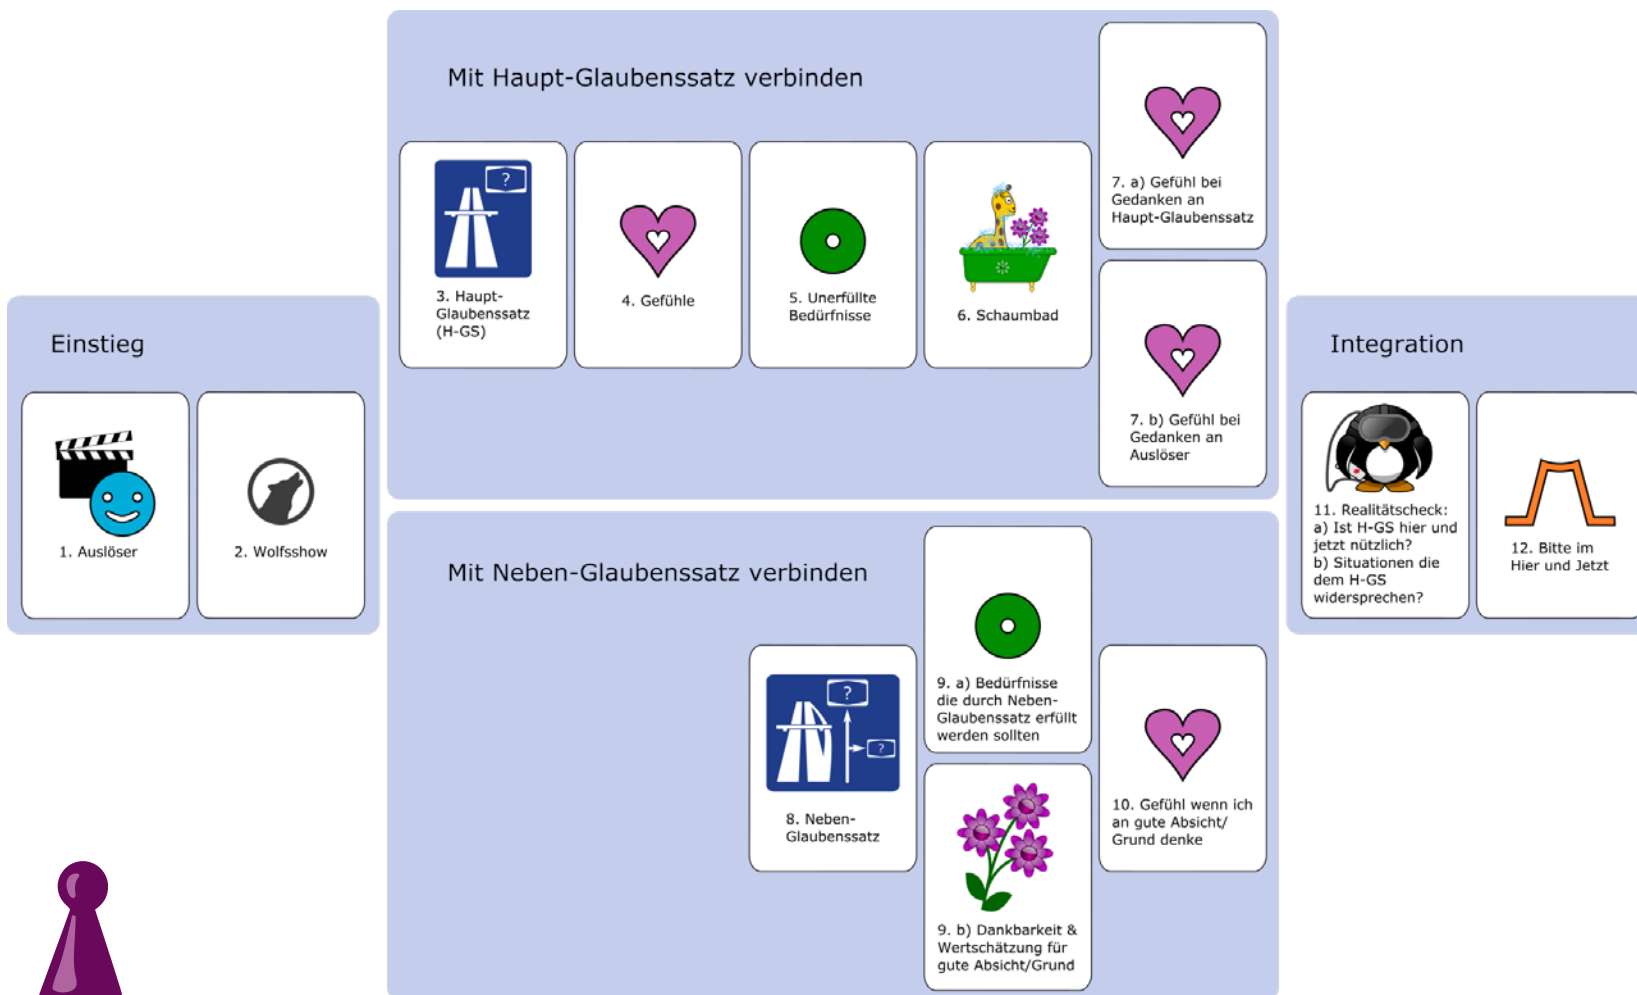 Einstieg
1. Auslöser
2. Wolfsshow
Mit Haupt-Glaubenssatz verbinden
?
3. Haupt-
Glaubenssatz
(H-GS)
4. Gefühle
5. Unerfüllte
Bedürfnisse
6. Schaumbad
7. a) Gefühl bei
Gedanken an
Haupt-Glaubenssatz
7. b) Gefühl bei
Gedanken an
Auslöser
Mit Neben-Glaubenssatz verbinden
?
?
8. Neben-
Glaubenssatz
9. a) Bedürfnisse
die durch Neben-
Glaubenssatz erfüllt
werden sollten
9. b) Dankbarkeit &
Wertschätzung für
gute Absicht/Grund
10. Gefühl wenn ich
an gute Absicht/
Grund denke
Integration
11. Realitätscheck:
a) Ist H-GS hier und
jetzt nützlich?
b) Situationen die
dem H-GS
widersprechen?
12. Bitte im
Hier und Jetzt